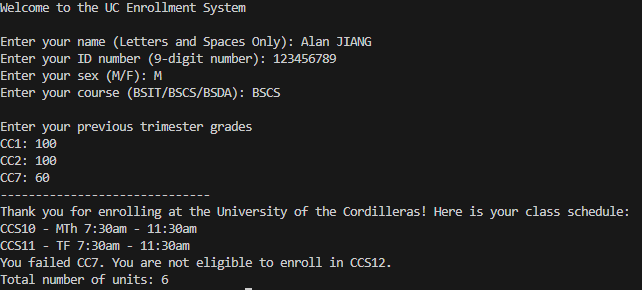 Welcome to the UC Enrollment System
Enter your name (Letters and Spaces Only): Alan JIANG
Enter your ID number (9-digit number): 123456789
Enter your sex (M/F): M
Enter your course (BSIT/BSCS/BSDA): BSCS
Enter your previous trimester grades
CC1: 100
CC2: 100
CC7: 60
------------------------------
Thank you for enrolling at the University of the Cordilleras! Here is your class schedule:
CCS10 - MTh 7:30am - 11:30am
CCS11 - TF 7:30am - 11:30am
You failed CC7. You are not eligible to enroll in CCS12.
Total number of units: 6